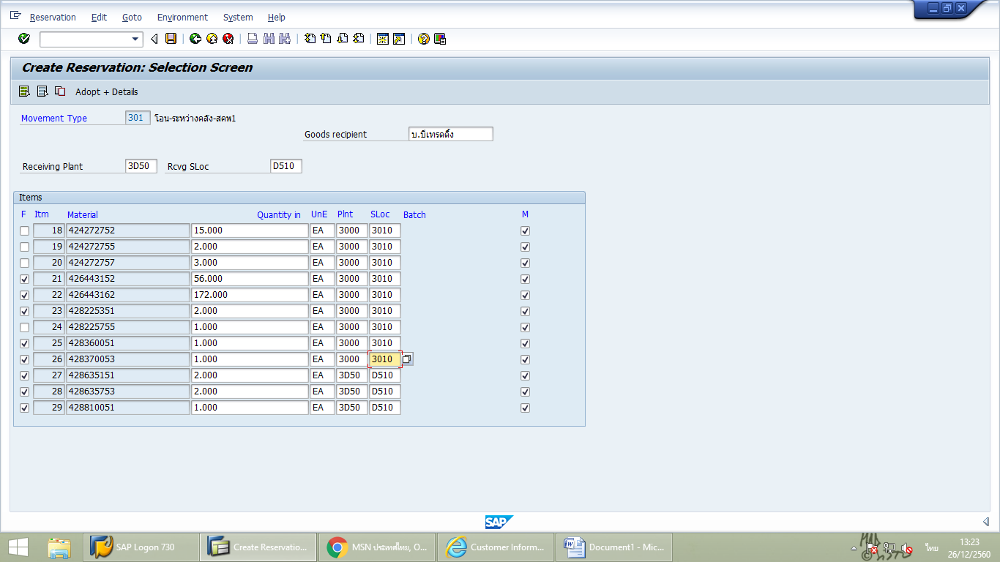 Reservation Edit Goto Environment System Help
Create Reservation: Selection Screen
Adopt + Details
Movement Type 301 โอน-ระหว่างคลัง-สคพ1
Goods recipient บ.บีเทรดดิ้ง
Receiving Plant 3D50 Rcvg SLoc D510
Items
F Itm Material Quantity in UnE Plnt SLoc Batch M
18 424272752 15.000 EA 3000 3010
19 424272755 2.000 EA 3000 3010
20 424272757 3.000 EA 3000 3010
21 426443152 56.000 EA 3000 3010
22 426443162 172.000 EA 3000 3010
23 428225351 2.000 EA 3000 3010
24 428225755 1.000 EA 3000 3010
25 428360051 1.000 EA 3000 3010
26 428370053 1.000 EA 3000 3010
27 428635151 2.000 EA 3D50 D510
28 428635753 2.000 EA 3D50 D510
29 428810051 1.000 EA 3D50 D510
SAP
SAP Logon 730 Create Reservatio... MSN ประเทศไทย, O... Customer Inform... Document1 - Mic... ไทย 13:23
26/12/2560